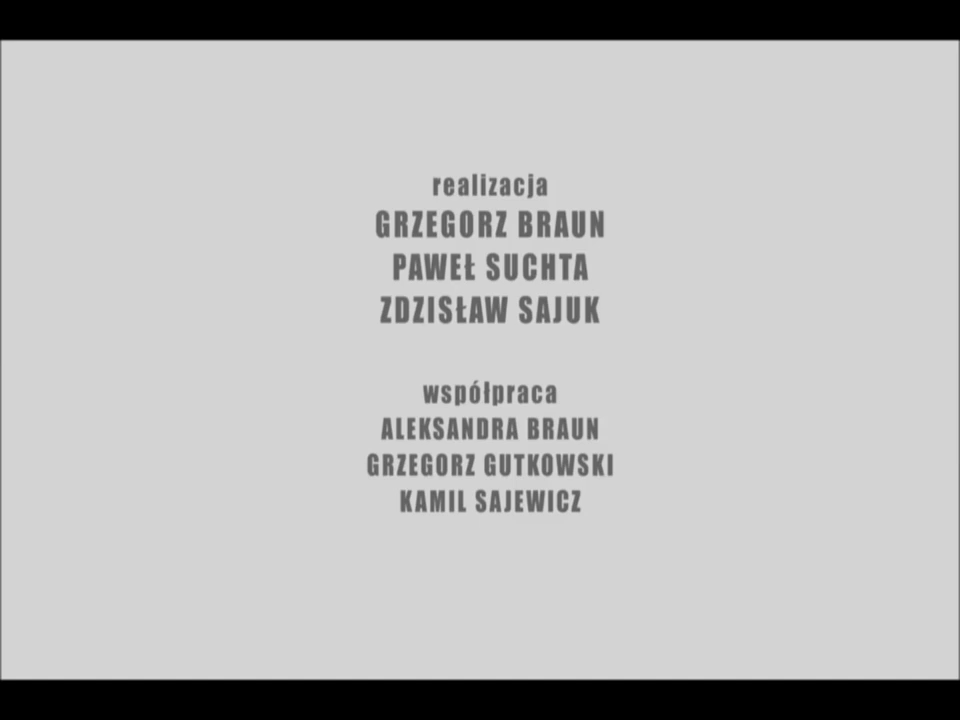 realizacja
GRZEGORZ BRAUN
PAWEŁ SUCHTA
ZDZISŁAW SAJUK
współpraca
ALEKSANDRA BRAUN
GRZEGORZ GUTKOWSKI
KAMIL SAJEWICZ